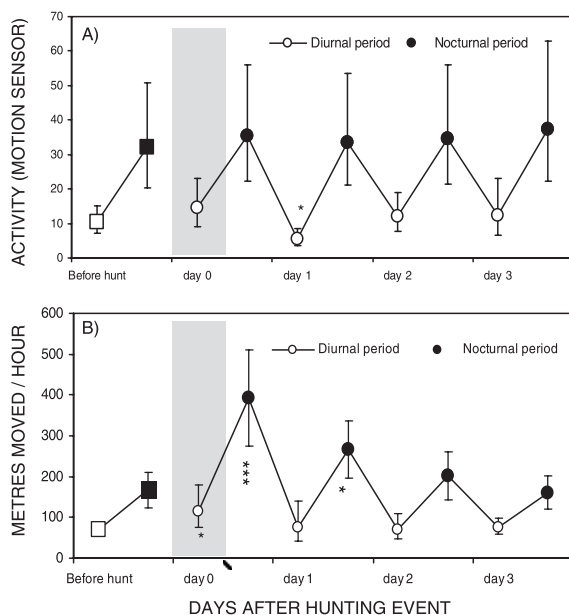 70
A)
Diurnal period
Nocturnal period
60
50
40
30
20
10
0
*
ACTIVITY (MOTION SENSOR)
Before hunt
day 0
day 1
day 2
day 3
600
B)
Diurnal period
Nocturnal period
500
400
300
200
100
0
***
*
*
METRES MOVED / HOUR
Before hunt
day 0
day 1
day 2
day 3
DAYS AFTER HUNTING EVENT